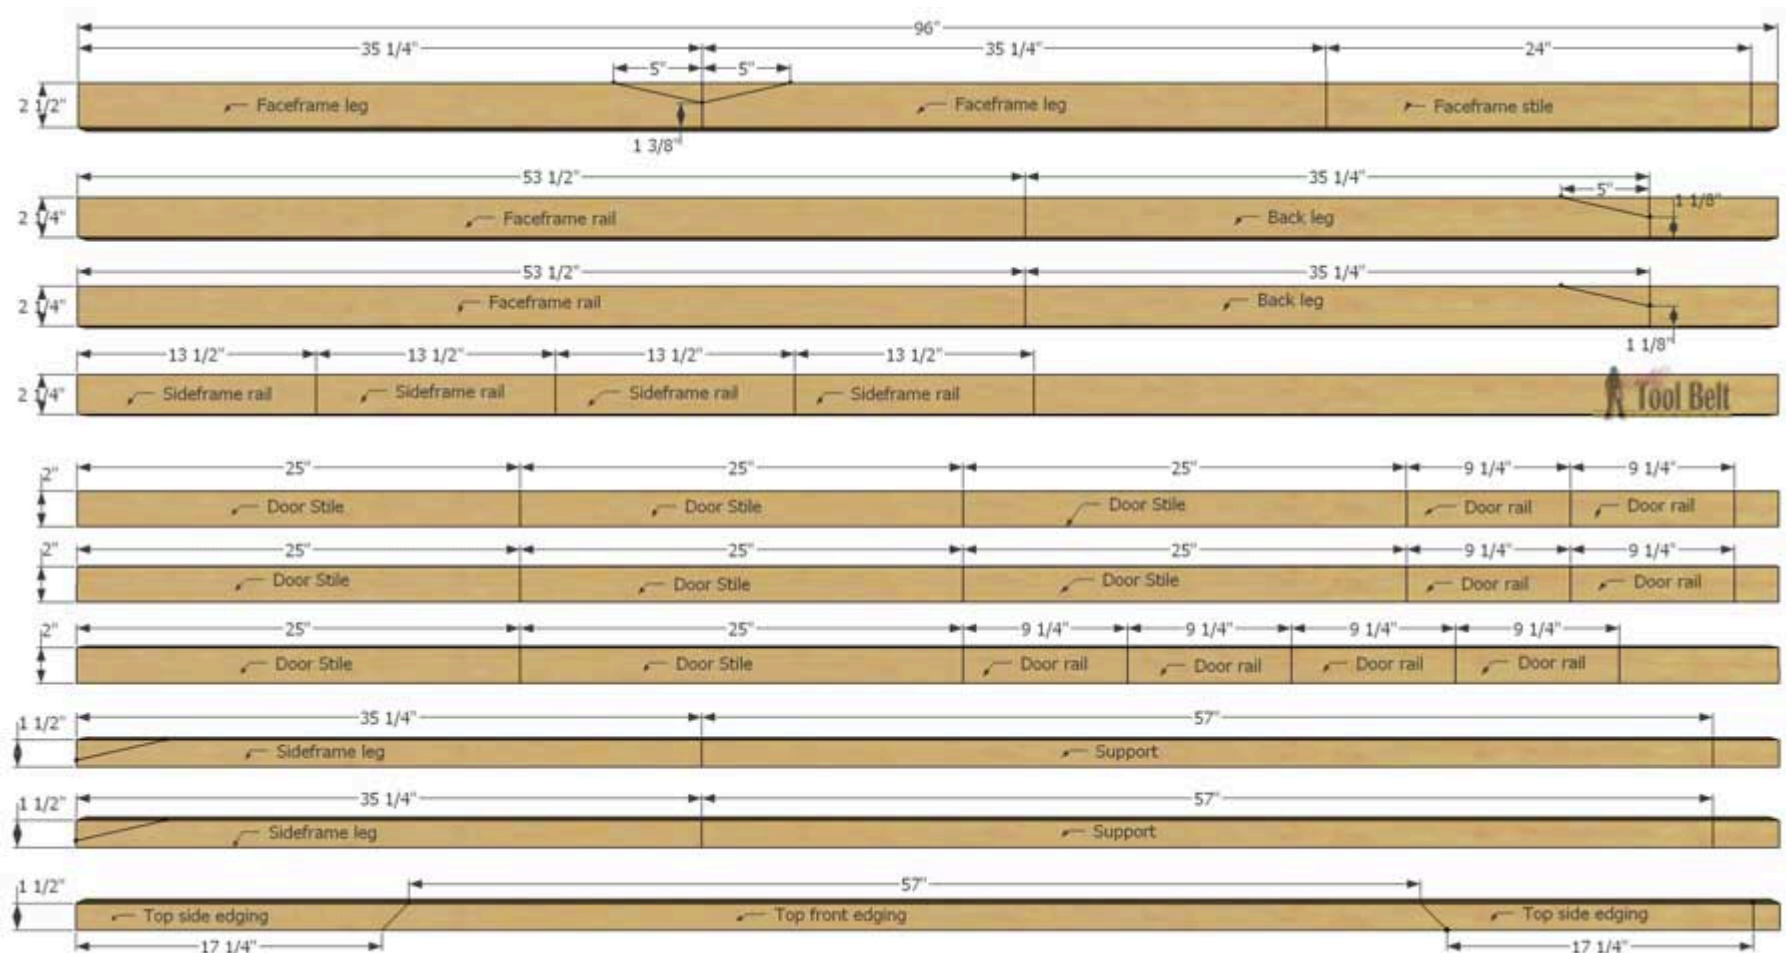 96"
35 1/4" 35 1/4" 24"
5" 5"
2 1/2" Faceframe leg Faceframe leg Faceframe stile
1 3/8"
53 1/2" 35 1/4"
5" 1 1/8"
2 1/4" Faceframe rail Back leg
53 1/2" 35 1/4"
2 1/4" Faceframe rail Back leg
1 1/8"
13 1/2" 13 1/2" 13 1/2" 13 1/2"
2 1/4" Sideframe rail Sideframe rail Sideframe rail Sideframe rail Tool Belt
2" 25" 25" 25" 9 1/4" 9 1/4"
Door Stile Door Stile Door Stile Door rail Door rail
2" 25" 25" 25" 9 1/4" 9 1/4"
Door Stile Door Stile Door Stile Door rail Door rail
2" 25" 25" 9 1/4" 9 1/4" 9 1/4" 9 1/4"
Door Stile Door Stile Door rail Door rail Door rail Door rail
1 1/2" 35 1/4" 57"
Sideframe leg Support
1 1/2" 35 1/4" 57"
Sideframe leg Support
1 1/2" 57"
Top side edging Top front edging Top side edging
17 1/4" 17 1/4"